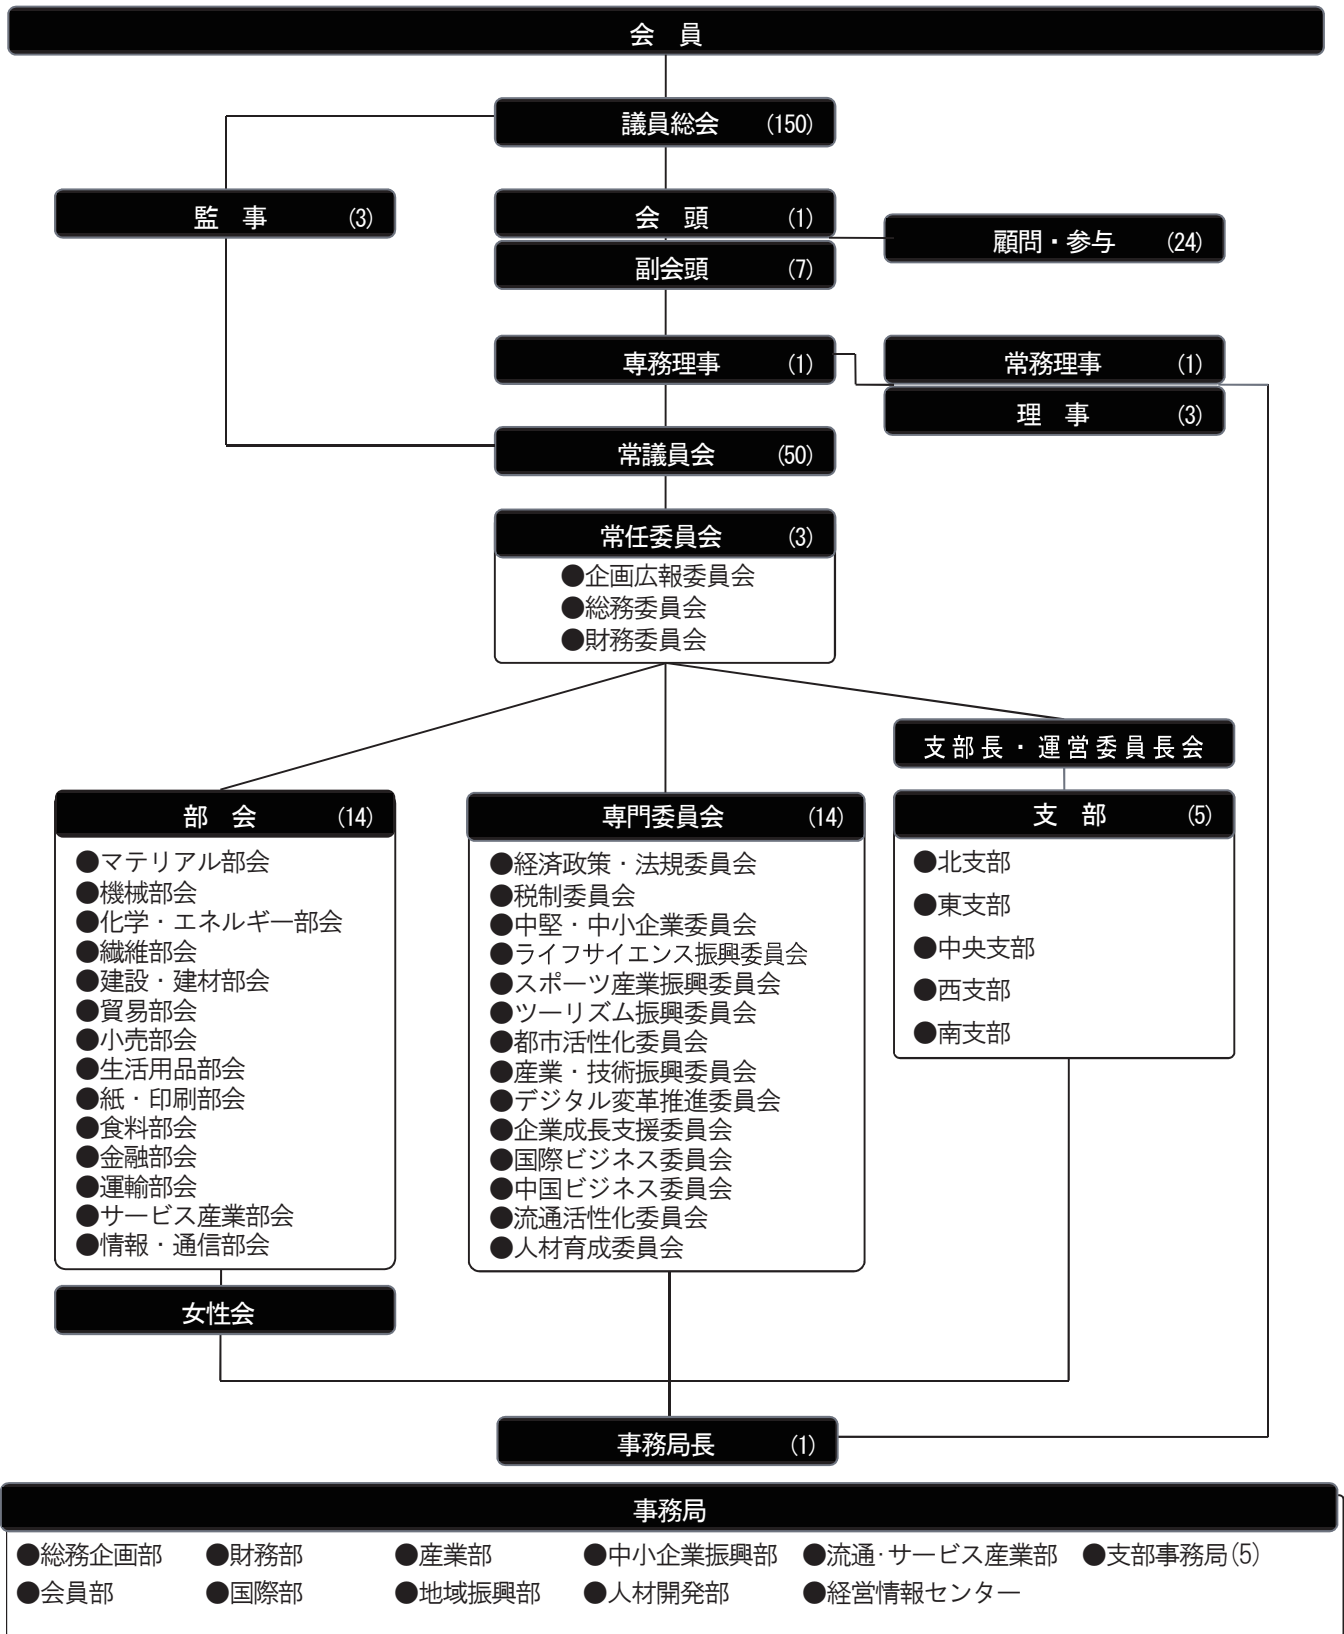 会　員
議員総会　(150)
監　事　(3)
会　頭　(1)
副会頭　(7)
顧問・参与　(24)
専務理事　(1)
常務理事　(1)
理　事　(3)
常議員会　(50)
常任委員会　(3)
●企画広報委員会
●総務委員会
●財務委員会
支部長・運営委員長会
部　会　(14)
●マテリアル部会
●機械部会
●化学・エネルギー部会
●繊維部会
●建設・建材部会
●貿易部会
●小売部会
●生活用品部会
●紙・印刷部会
●食料部会
●金融部会
●運輸部会
●サービス産業部会
●情報・通信部会
女性会
専門委員会　(14)
●経済政策・法規委員会
●税制委員会
●中堅・中小企業委員会
●ライフサイエンス振興委員会
●スポーツ産業振興委員会
●ツーリズム振興委員会
●都市活性化委員会
●産業・技術振興委員会
●デジタル変革推進委員会
●企業成長支援委員会
●国際ビジネス委員会
●中国ビジネス委員会
●流通活性化委員会
●人材育成委員会
支　部　(5)
●北支部
●東支部
●中央支部
●西支部
●南支部
事務局長　(1)
事務局
●総務企画部　●財務部　●産業部　●中小企業振興部　●流通･サービス産業部　●支部事務局(5)
●会員部　●国際部　●地域振興部　●人材開発部　●経営情報センター